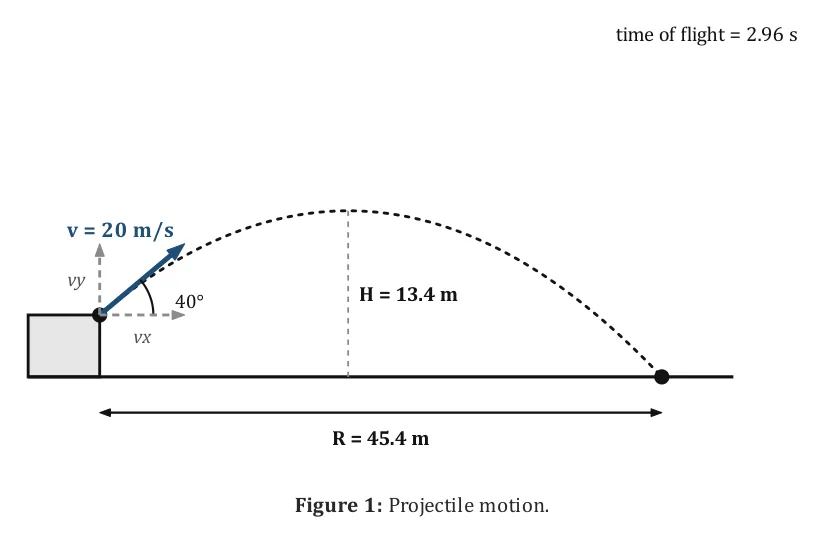 time of flight = 2.96 s
v = 20 m/s
vy
40°
vx
H = 13.4 m
R = 45.4 m
Figure 1: Projectile motion.